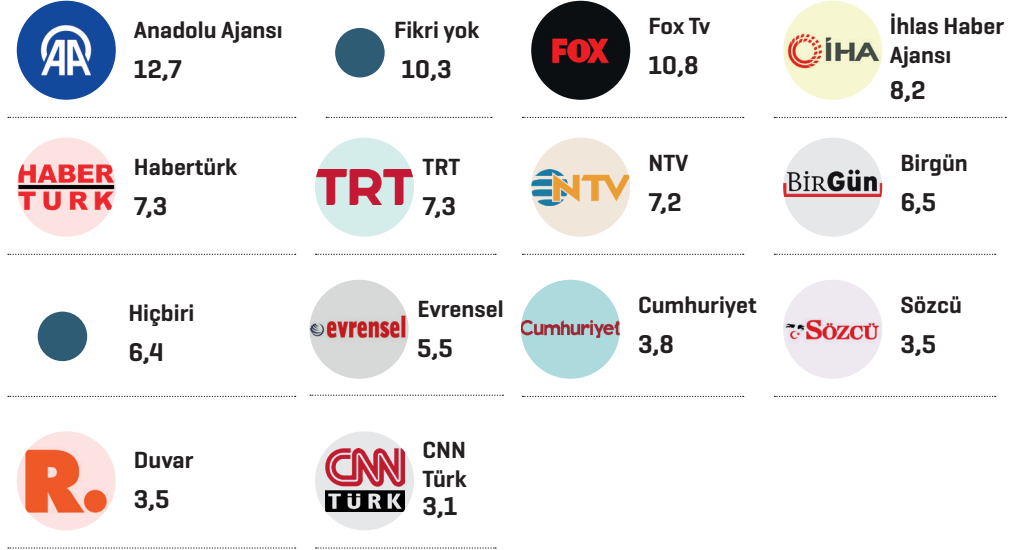 AA
Anadolu Ajansı
12,7
Fikri yok
10,3
FOX
Fox Tv
10,8
İHA
İhlas Haber
Ajansı
8,2
HABER
TURK
Habertürk
7,3
TRT
TRT
7,3
NTV
NTV
7,2
BİRGün
Birgün
6,5
Hiçbiri
6,4
evrensel
Evrensel
5,5
Cumhuriyet
Cumhuriyet
3,8
SÖZCÜ
Sözcü
3,5
R.
Duvar
3,5
CNN
TÜRK
CNN
Türk
3,1